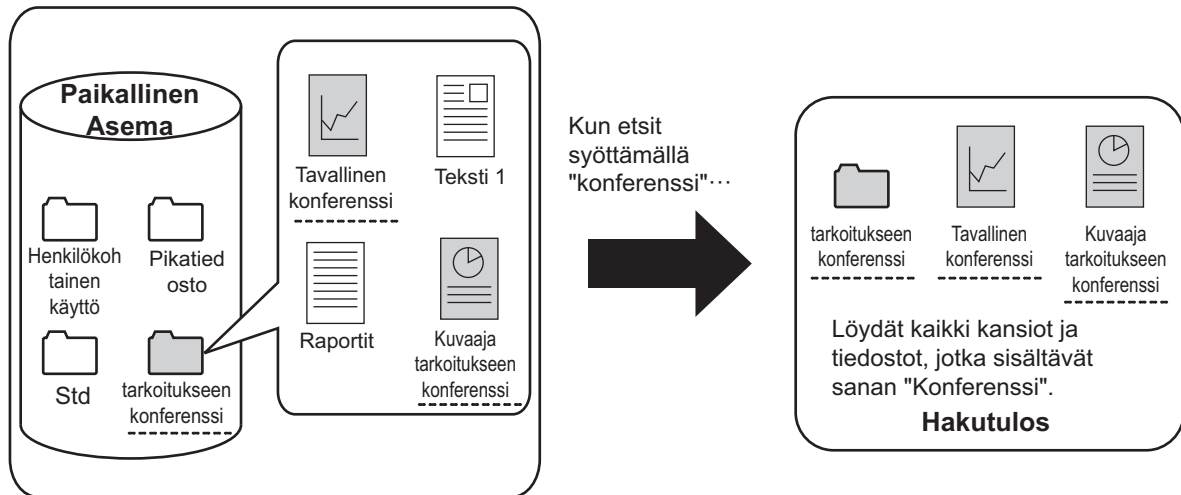 Paikallinen
Asema
Henkilökoh
tainen
käyttö
Pikatied
osto
Std
tarkoitukseen
konferenssi
Tavallinen
konferenssi
Teksti 1
Raportit
Kuvaaja
tarkoitukseen
konferenssi
Kun etsit
syöttämällä
"konferenssi"…
tarkoitukseen
konferenssi
Tavallinen
konferenssi
Kuvaaja
tarkoitukseen
konferenssi
Löydät kaikki kansiot ja
tiedostot, jotka sisältävät
sanan "Konferenssi".
Hakutulos